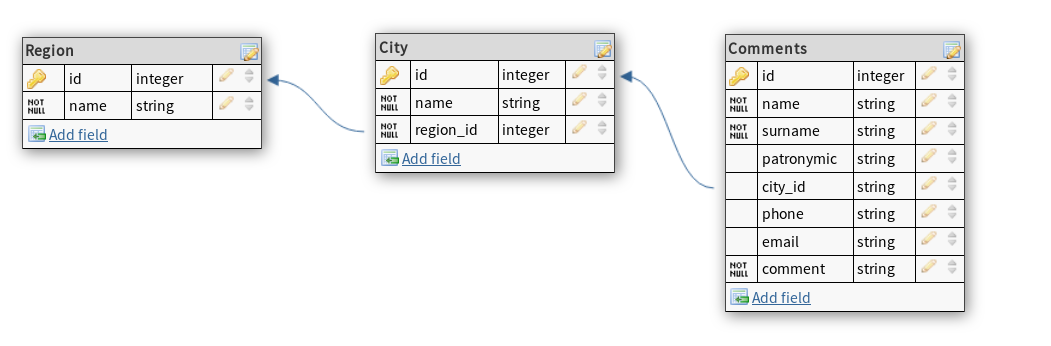 Region
id integer
NOT NULL name string
Add field
City
id integer
NOT NULL name string
NOT NULL region_id integer
Add field
Comments
id integer
NOT NULL name string
NOT NULL surname string
patronymic string
city_id string
phone string
email string
NOT NULL comment string
Add field